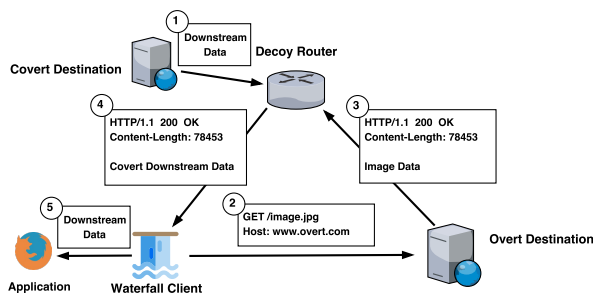 1
Downstream
Data
Decoy Router
Covert Destination
4
HTTP/1.1 200 OK
Content-Length: 78453
Covert Downstream Data
3
HTTP/1.1 200 OK
Content-Length: 78453
Image Data
5
Downstream
Data
2
GET /image.jpg
Host: www.overt.com
Overt Destination
Application
Waterfall Client